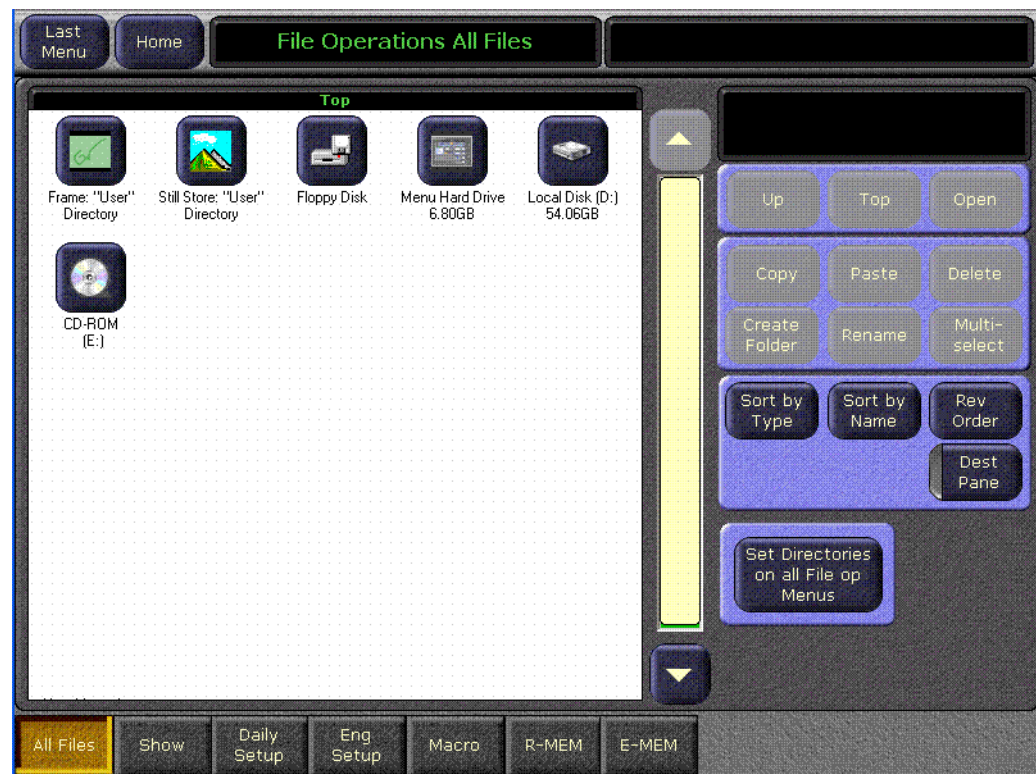 Last
Menu
Home
File Operations All Files
Top
Frame: "User"
Directory
Still Store: "User"
Directory
Floppy Disk
Menu Hard Drive
6.80GB
Local Disk (D:)
54.06GB
CD-ROM
(E:)
Up
Top
Open
Copy
Paste
Delete
Create
Folder
Rename
Multi-
select
Sort by
Type
Sort by
Name
Rev
Order
Dest
Pane
Set Directories
on all File op
Menus
All Files
Show
Daily
Setup
Eng
Setup
Macro
R-MEM
E-MEM